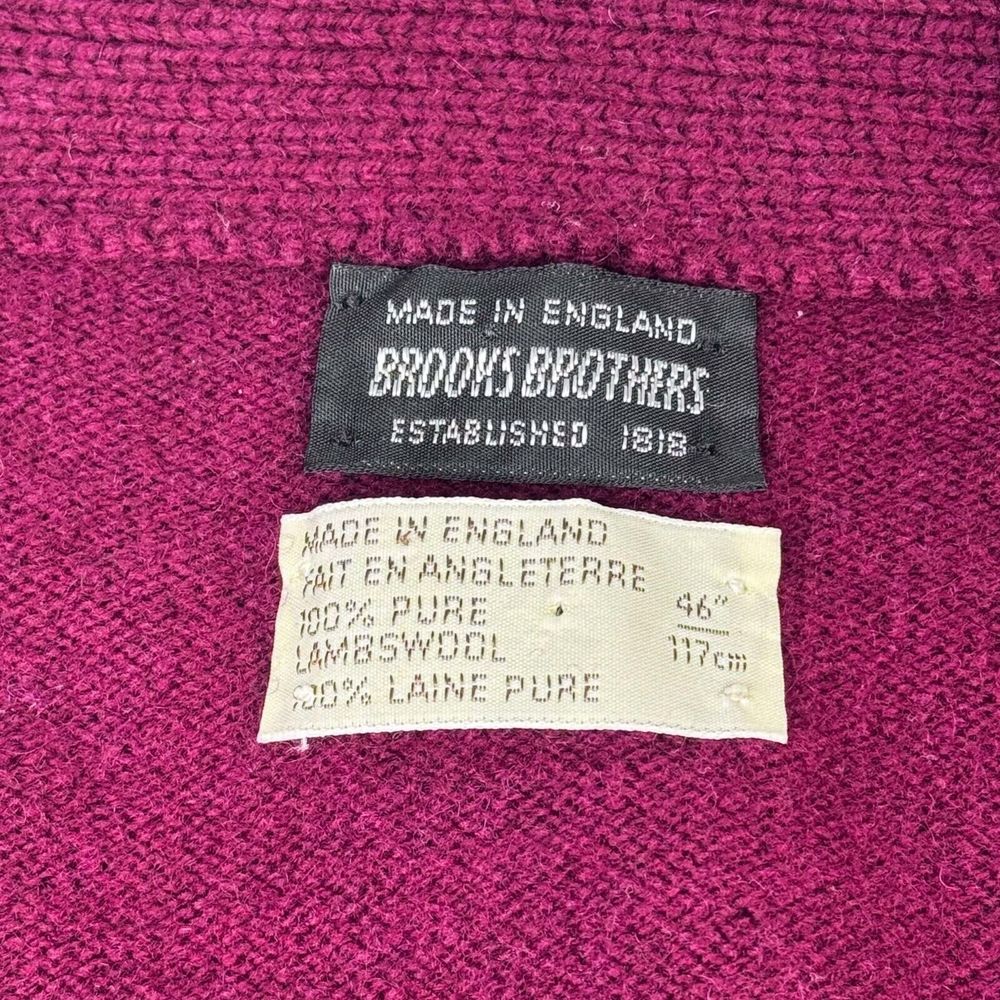 MADE IN ENGLAND
BROOKS BROTHERS
ESTABLISHED 1818
MADE IN ENGLAND
FAIT EN ANGLETERRE
100% PURE
LAMBSWOOL
100% LAINE PURE
46"
117cm